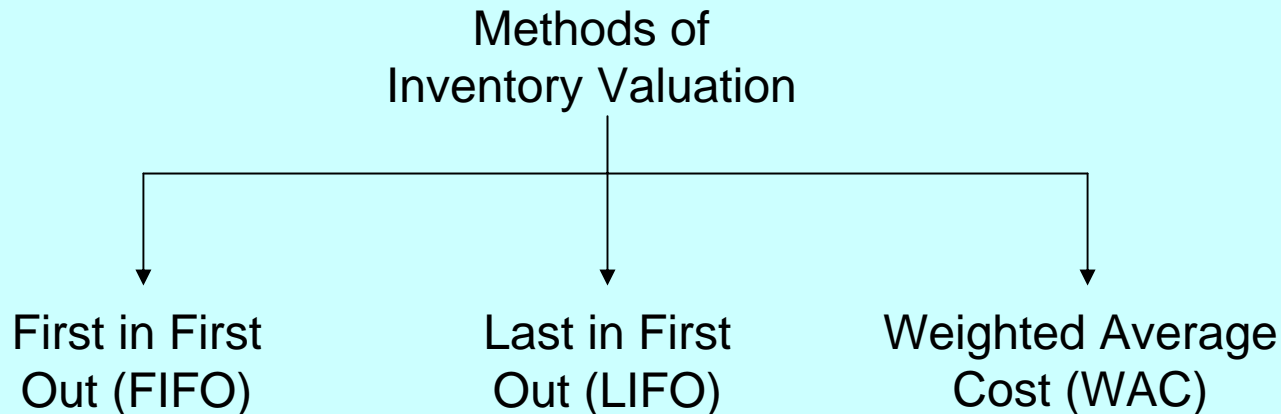 Methods of
Inventory Valuation
First in First
Out (FIFO)
Last in First
Out (LIFO)
Weighted Average
Cost (WAC)